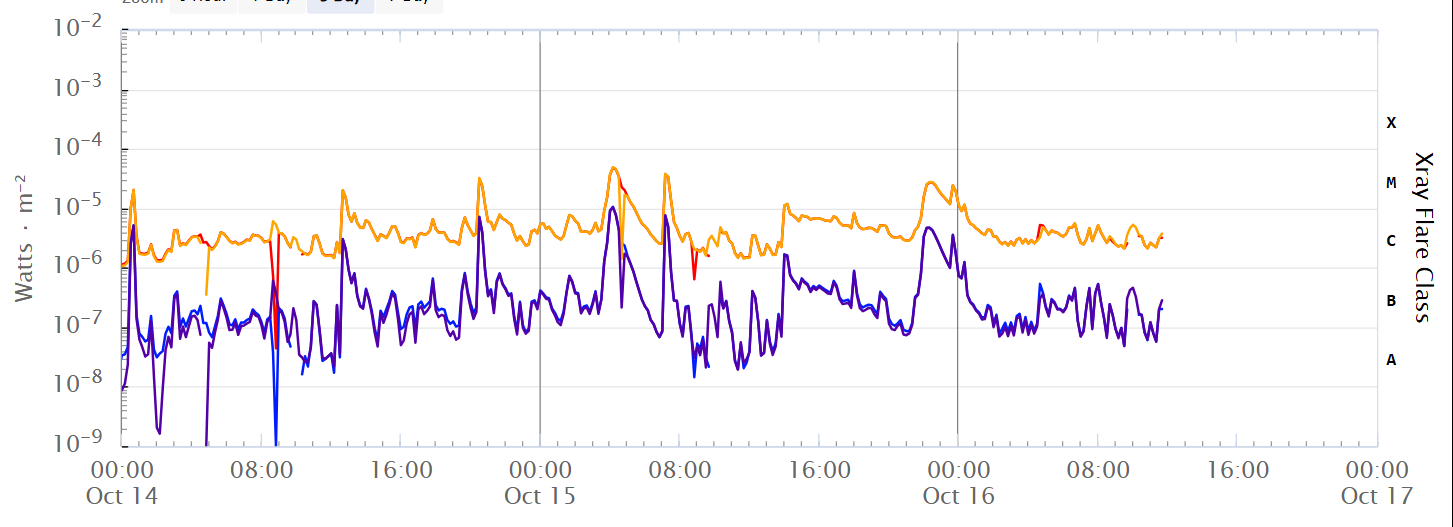 10⁻²
10⁻³
10⁻⁴
10⁻⁵
10⁻⁶
10⁻⁷
10⁻⁸
10⁻⁹
Watts · m⁻²
X
M
C
B
A
Xray Flare Class
00:00 08:00 16:00 00:00 08:00 16:00 00:00 08:00 16:00 00:00
Oct 14 Oct 15 Oct 16 Oct 17